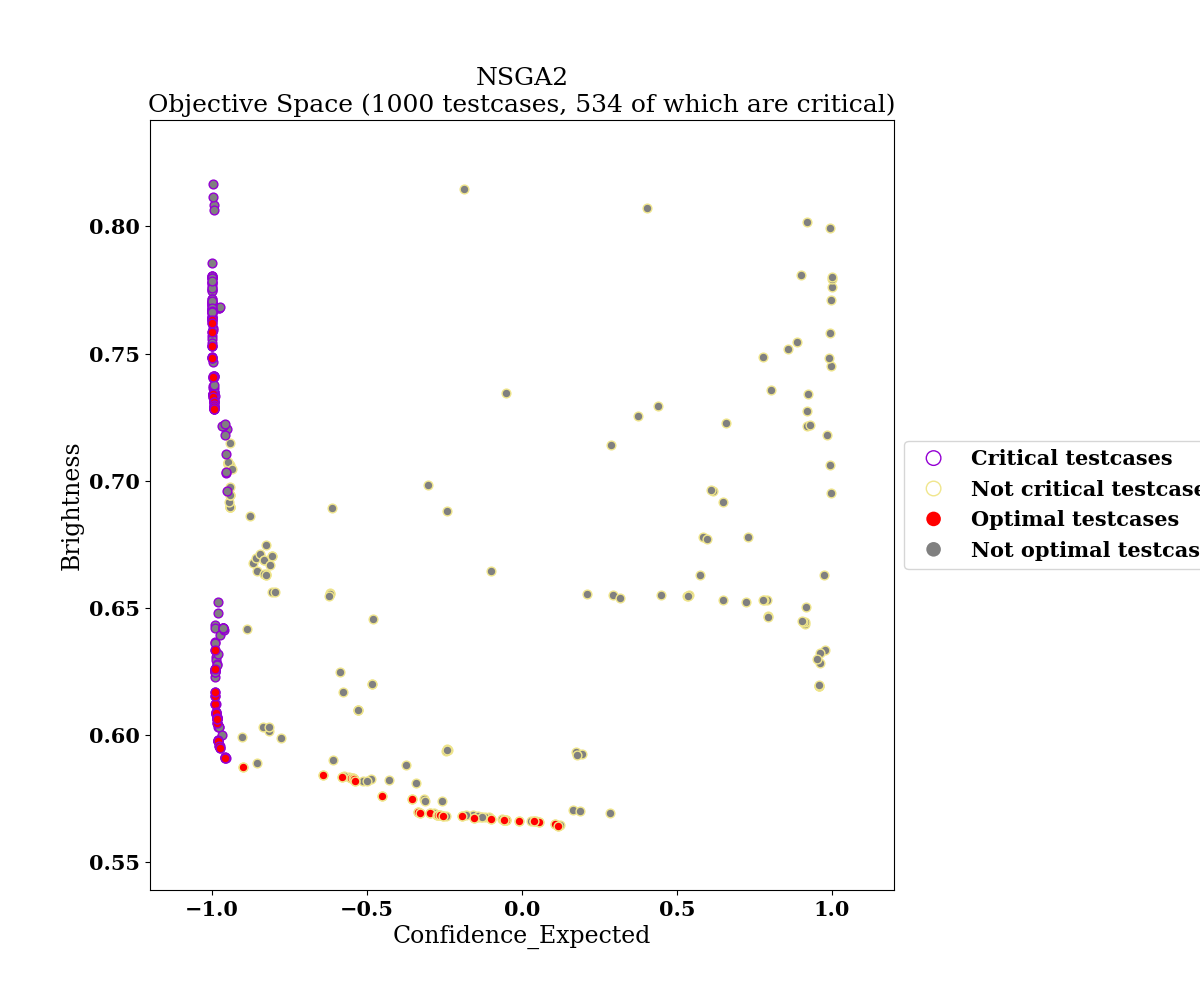 NSGA2
Objective Space (1000 testcases, 534 of which are critical)
0.80
0.75
0.70
0.65
0.60
0.55
Brightness
−1.0
−0.5
0.0
0.5
1.0
Confidence_Expected
Critical testcases
Not critical testcase
Optimal testcases
Not optimal testcas